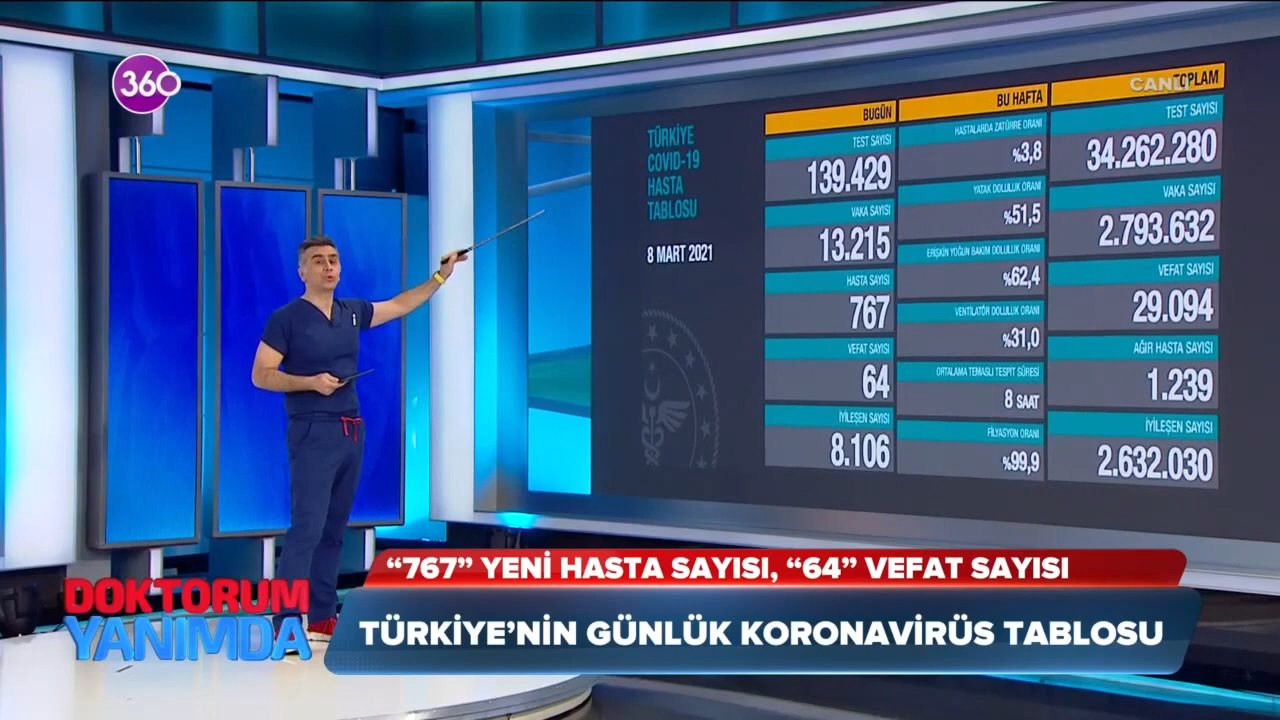 360
CANLI
TÜRKİYE
COVID-19
HASTA
TABLOSU
8 MART 2021
BUGÜN
TEST SAYISI
139.429
VAKA SAYISI
13.215
HASTA SAYISI
767
VEFAT SAYISI
64
İYİLEŞEN SAYISI
8.106
BU HAFTA
HASTALARDA ZATÜRRE ORANI
%3,8
YATAK DOLULUK ORANI
%51,5
ERİŞKİN YOĞUN BAKIM DOLULUK ORANI
%62,4
VENTİLATÖR DOLULUK ORANI
%31,0
ORTALAMA TEMASLI TESPİT SÜRESİ
8 SAAT
FİLYASYON ORANI
%99,9
TOPLAM
TEST SAYISI
34.262.280
VAKA SAYISI
2.793.632
VEFAT SAYISI
29.094
AĞIR HASTA SAYISI
1.239
İYİLEŞEN SAYISI
2.632.030
“767” YENİ HASTA SAYISI, “64” VEFAT SAYISI
TÜRKİYE’NİN GÜNLÜK KORONAVİRÜS TABLOSU
DOKTORUM
YANIMDA